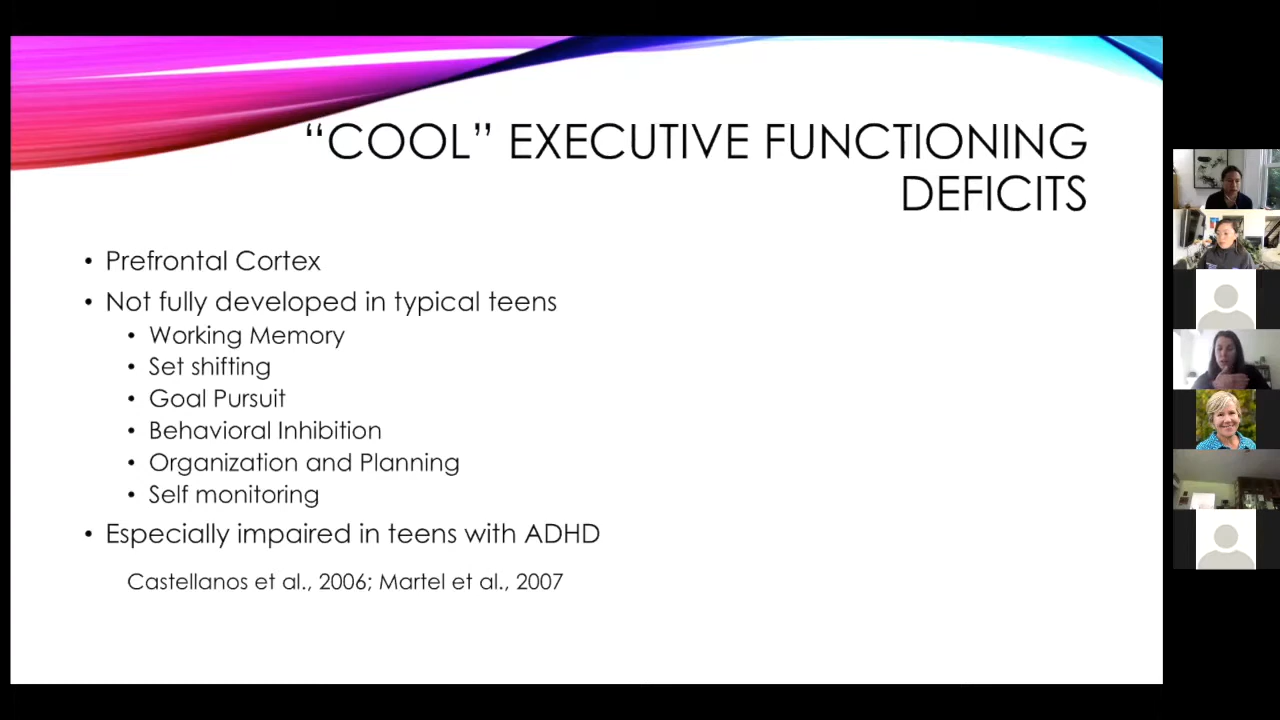 “COOL” EXECUTIVE FUNCTIONING
DEFICITS
• Prefrontal Cortex
• Not fully developed in typical teens
• Working Memory
• Set shifting
• Goal Pursuit
• Behavioral Inhibition
• Organization and Planning
• Self monitoring
• Especially impaired in teens with ADHD
Castellanos et al., 2006; Martel et al., 2007